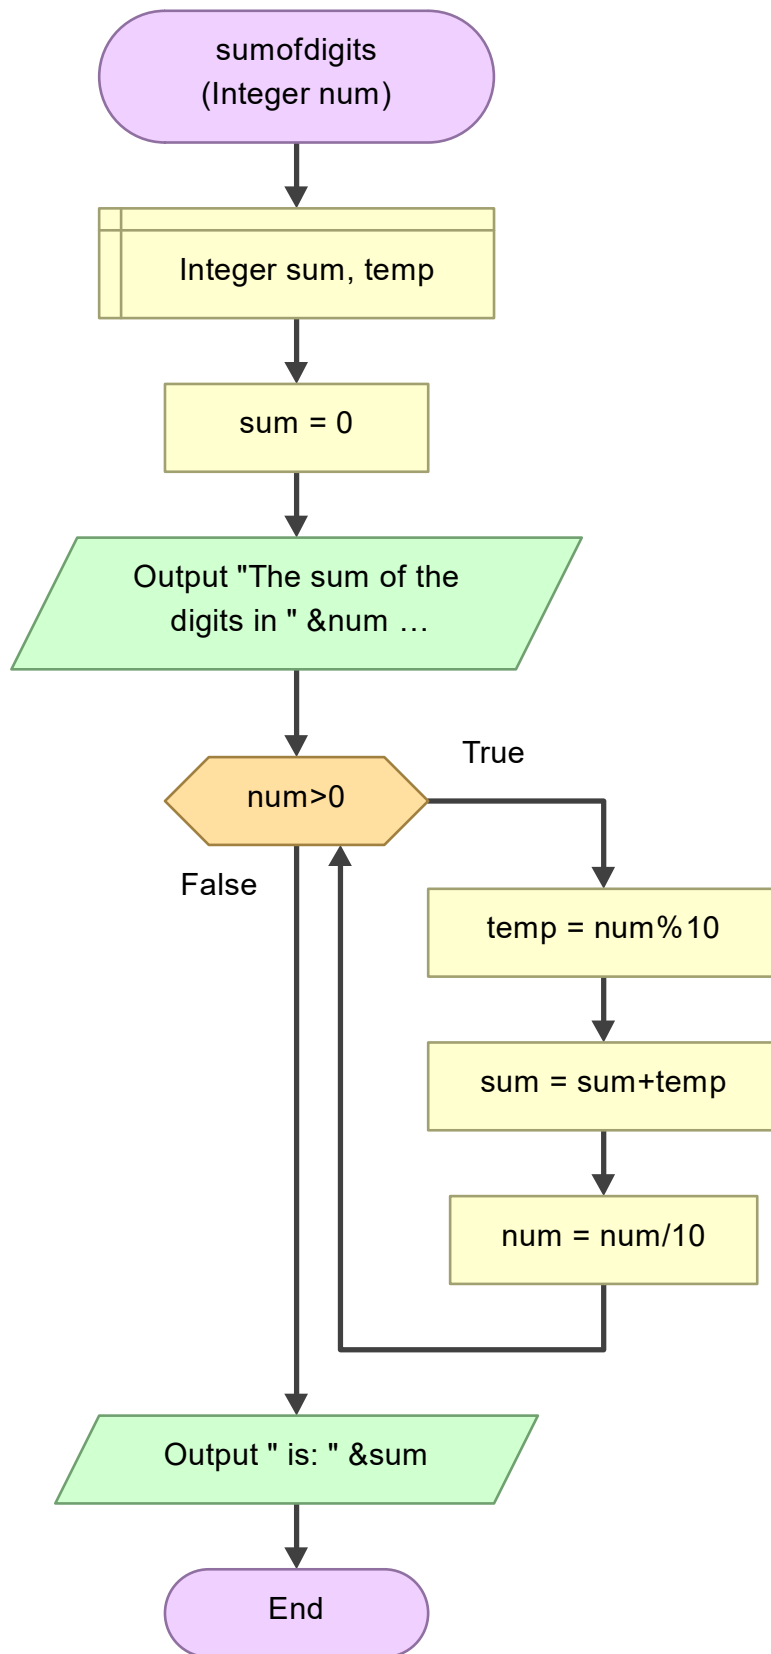 sumofdigits
(Integer num)
Integer sum, temp
sum = 0
Output "The sum of the
digits in " &num …
num>0
True
False
temp = num%10
sum = sum+temp
num = num/10
Output " is: " &sum
End